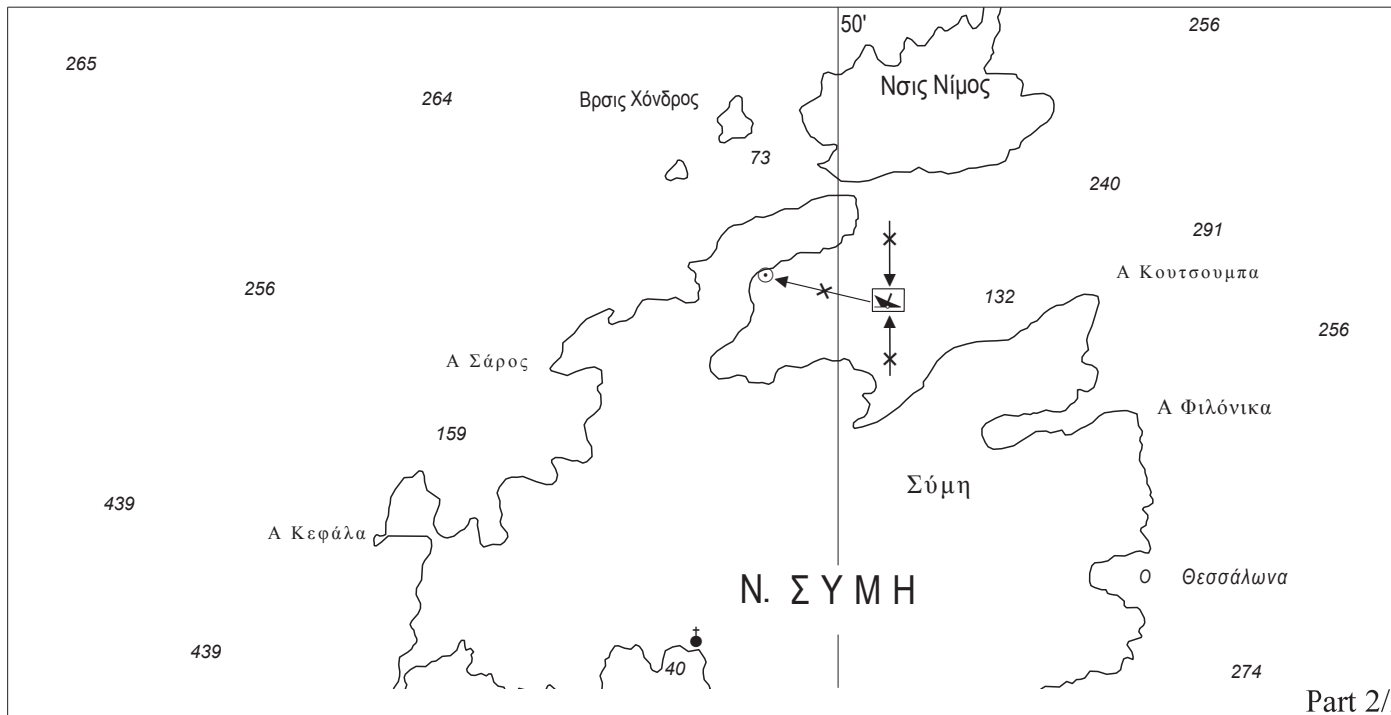 50'
256
265
Νσις Νίμος
264
Βρσις Χόνδρος
73
240
291
Α Κουτσουμπα
256
132
256
Α Σάρος
Α Φιλόνικα
159
Σύμη
439
Α Κεφάλα
Θεσσάλωνα
Ν. ΣΥΜΗ
439
40
274
Part 2/